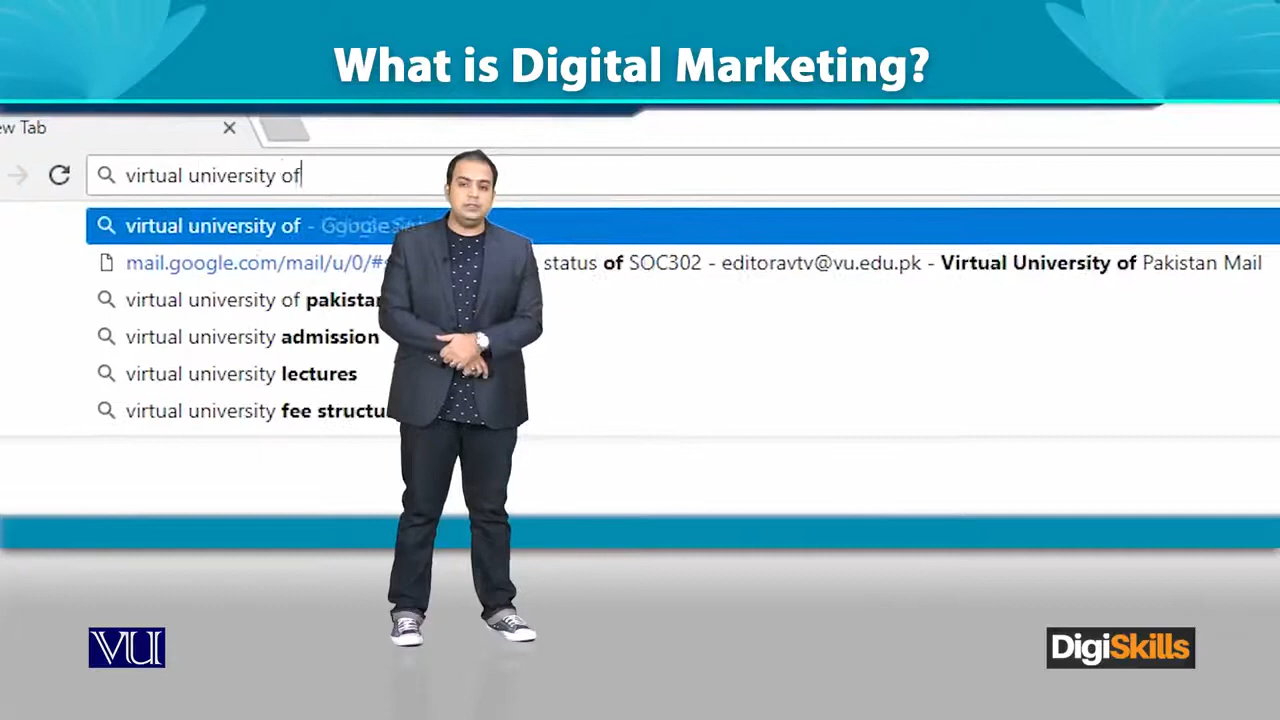 What is Digital Marketing?
ew Tab
virtual university of
virtual university of - Google Se
mail.google.com/mail/u/0/# status of SOC302 - editoravtv@vu.edu.pk - Virtual University of Pakistan Mail
virtual university of pakistan
virtual university admission
virtual university lectures
virtual university fee structu
VU
DigiSkills